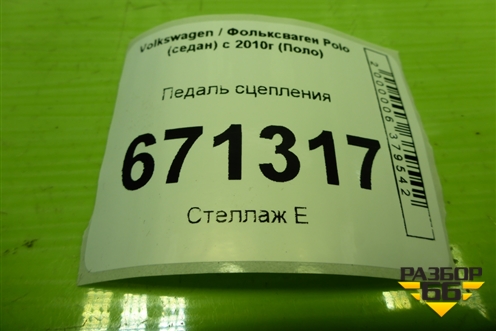 Volkswagen / Фольксваген Polo
(седан) с 2010г (Поло)
Педаль сцепления
671317
Стеллаж Е
2000006379542
РАЗБОР
66